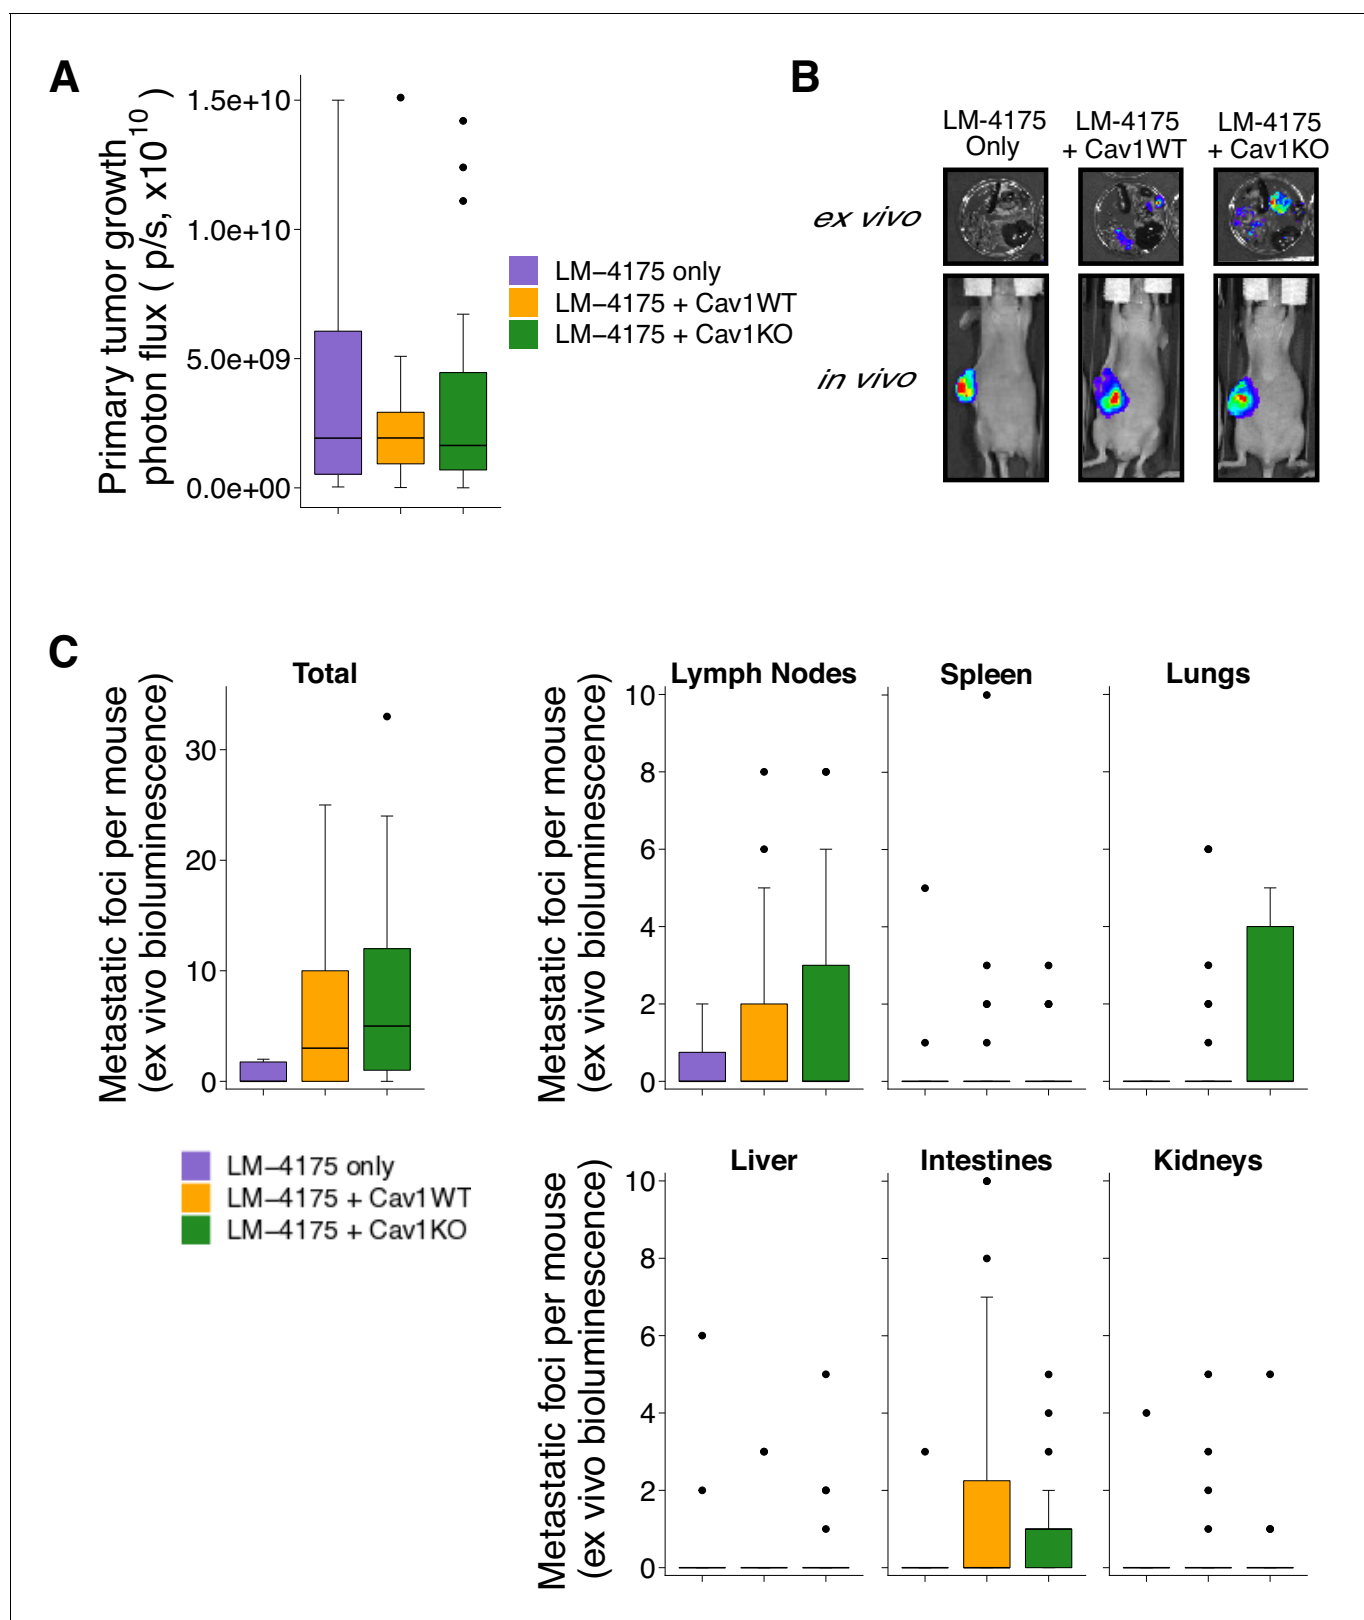 A
Primary tumor growth
photon flux ( p/s, x10^10 )
1.5e+10
1.0e+10
5.0e+09
0.0e+00
LM−4175 only
LM−4175 + Cav1WT
LM−4175 + Cav1KO
B
LM-4175
Only
LM-4175
+ Cav1WT
LM-4175
+ Cav1KO
ex vivo
in vivo
C
Total
Metastatic foci per mouse
(ex vivo bioluminescence)
30
20
10
0
Lymph Nodes
Spleen
Lungs
Metastatic foci per mouse
(ex vivo bioluminescence)
10
8
6
4
2
0
LM−4175 only
LM−4175 + Cav1WT
LM−4175 + Cav1KO
Liver
Intestines
Kidneys
Metastatic foci per mouse
(ex vivo bioluminescence)
10
8
6
4
2
0